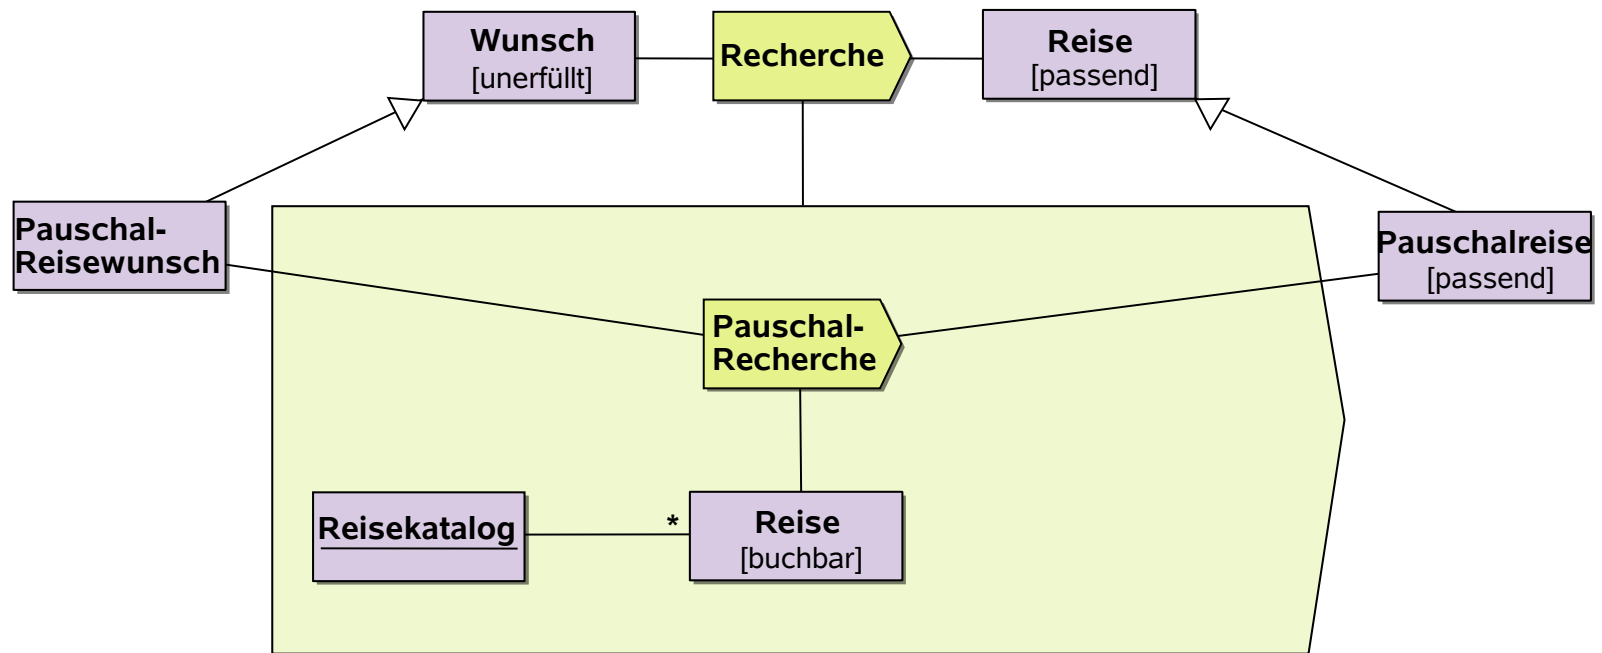 Wunsch
[unerfüllt]
Recherche
Reise
[passend]
Pauschal-
Reisewunsch
Pauschalreise
[passend]
Pauschal-
Recherche
Reisekatalog
*
Reise
[buchbar]